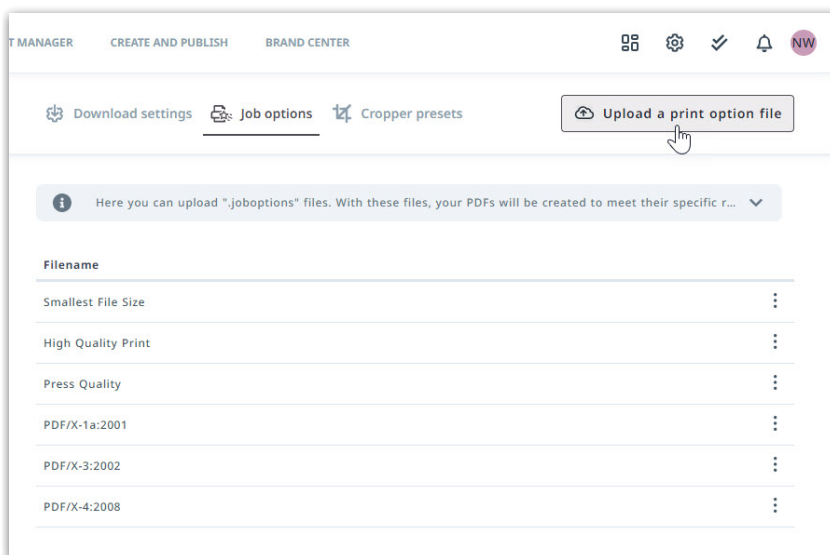 T MANAGER CREATE AND PUBLISH BRAND CENTER NW
Download settings Job options Cropper presets Upload a print option file
Here you can upload ".joboptions" files. With these files, your PDFs will be created to meet their specific r...
Filename
Smallest File Size
High Quality Print
Press Quality
PDF/X-1a:2001
PDF/X-3:2002
PDF/X-4:2008